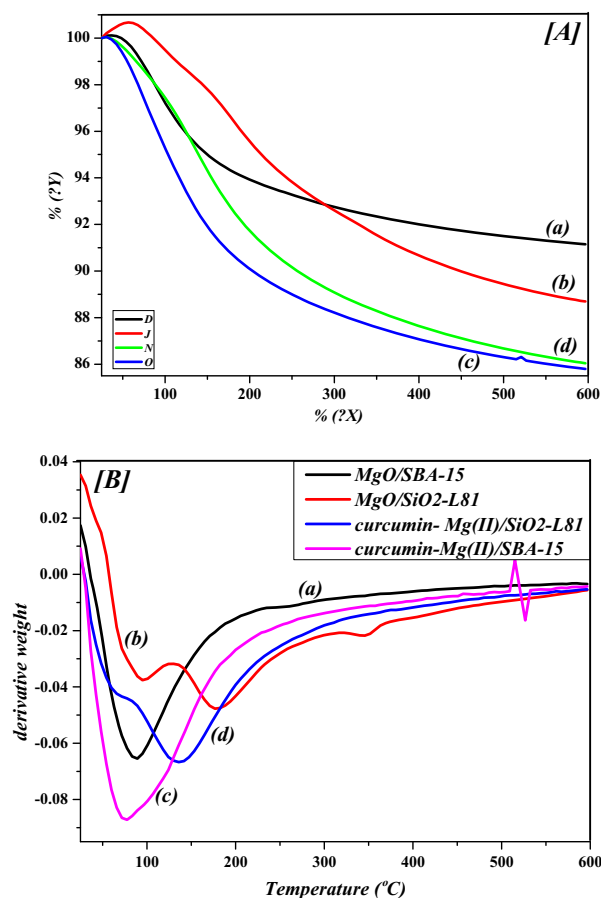 [A]
100
98
96
94
92
90
88
86
% (?Y)
(a)
(b)
(c)
(d)
D
J
N
O
100
200
300
400
500
600
% (?X)
[B]
0.04
0.02
0.00
-0.02
-0.04
-0.06
-0.08
derivative weight
MgO/SBA-15
MgO/SiO2-L81
curcumin- Mg(II)/SiO2-L81
curcumin-Mg(II)/SBA-15
(a)
(b)
(d)
(c)
100
200
300
400
500
600
Temperature (°C)